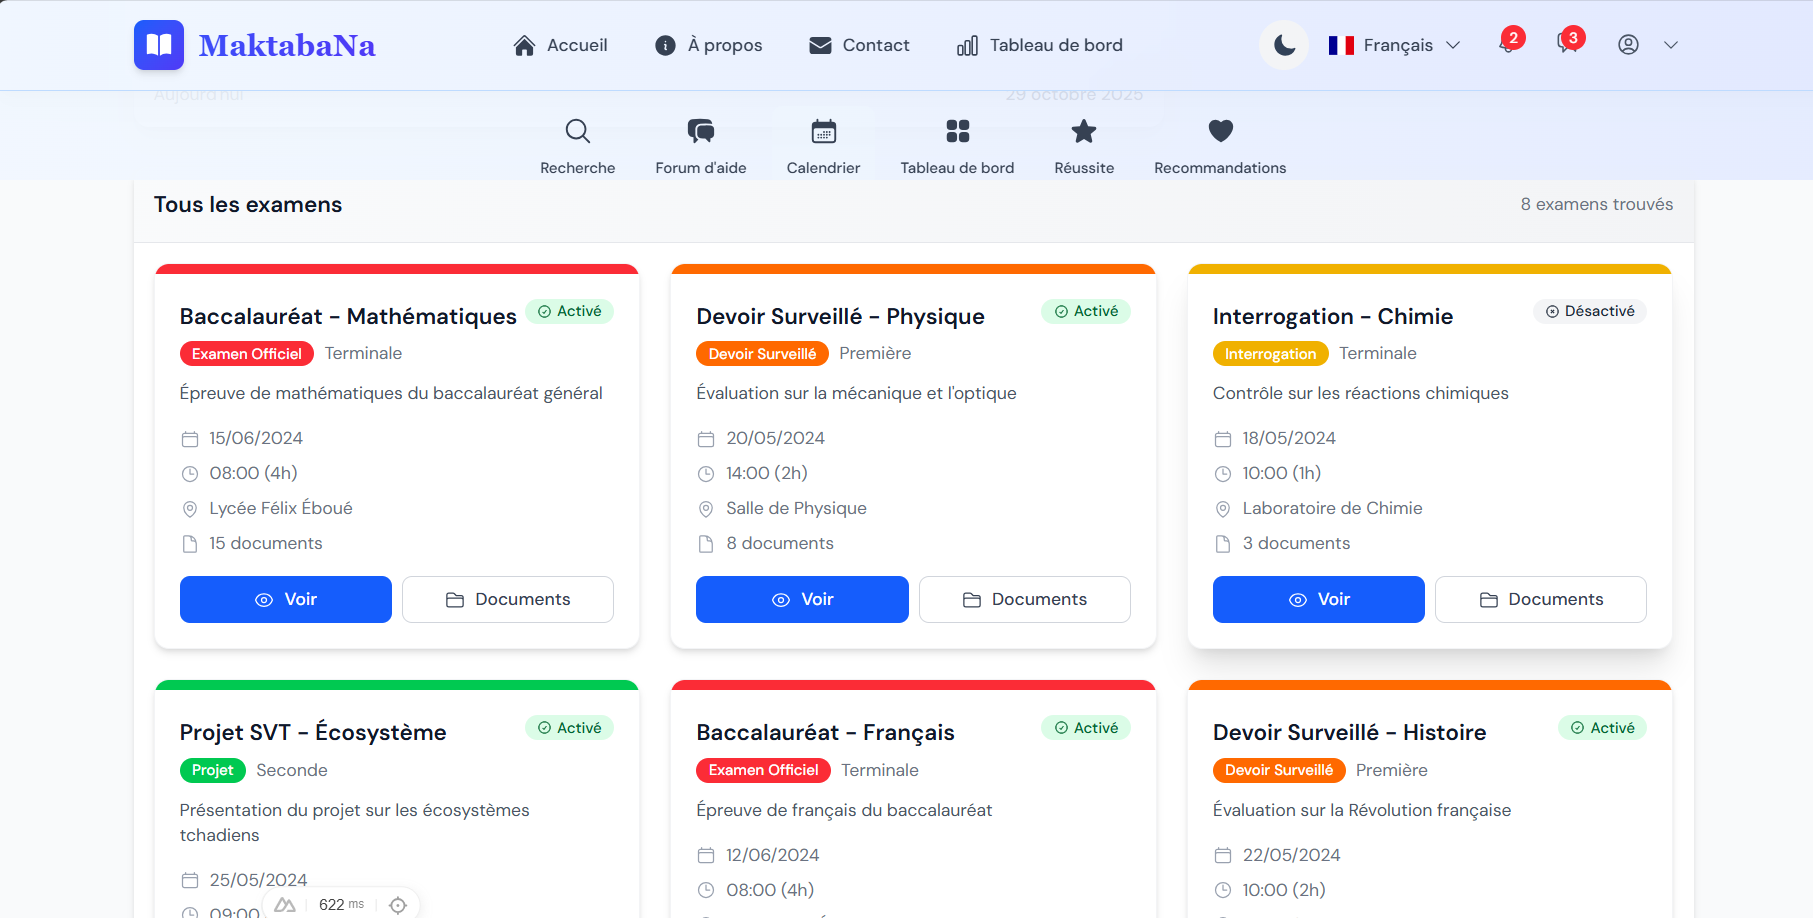 MaktabaNa
Accueil
À propos
Contact
Tableau de bord
Français
2
3
Aujourd'hui
29 octobre 2025
Recherche
Forum d'aide
Calendrier
Tableau de bord
Réussite
Recommandations
Tous les examens
8 examens trouvés
Baccalauréat - Mathématiques
Activé
Examen Officiel
Terminale
Épreuve de mathématiques du baccalauréat général
15/06/2024
08:00 (4h)
Lycée Félix Éboué
15 documents
Voir
Documents
Devoir Surveillé - Physique
Activé
Devoir Surveillé
Première
Évaluation sur la mécanique et l'optique
20/05/2024
14:00 (2h)
Salle de Physique
8 documents
Voir
Documents
Interrogation - Chimie
Désactivé
Interrogation
Terminale
Contrôle sur les réactions chimiques
18/05/2024
10:00 (1h)
Laboratoire de Chimie
3 documents
Voir
Documents
Projet SVT - Écosystème
Activé
Projet
Seconde
Présentation du projet sur les écosystèmes
tchadiens
25/05/2024
09:00
Baccalauréat - Français
Activé
Examen Officiel
Terminale
Épreuve de français du baccalauréat
12/06/2024
08:00 (4h)
Devoir Surveillé - Histoire
Activé
Devoir Surveillé
Première
Évaluation sur la Révolution française
22/05/2024
10:00 (2h)
622 ms